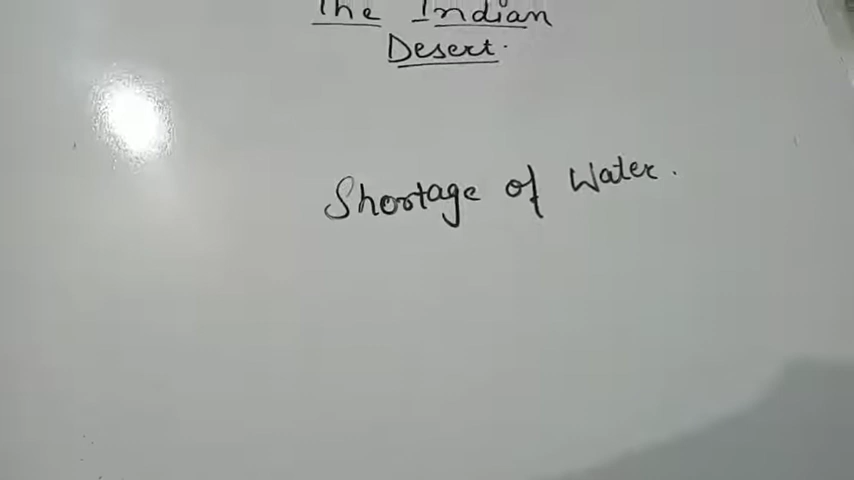 The Indian
Desert.
Shortage of Water.